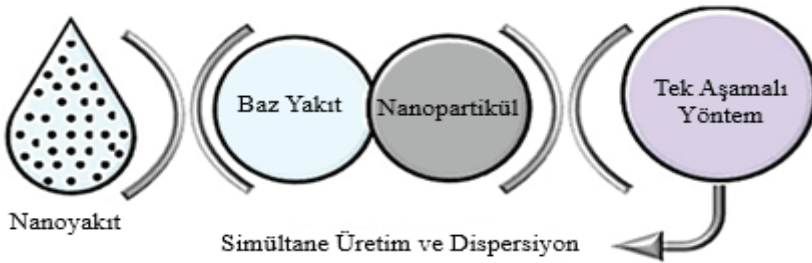 Baz Yakıt
Nanopartikül
Tek Aşamalı
Yöntem
Nanoyakıt
Simültane Üretim ve Dispersiyon